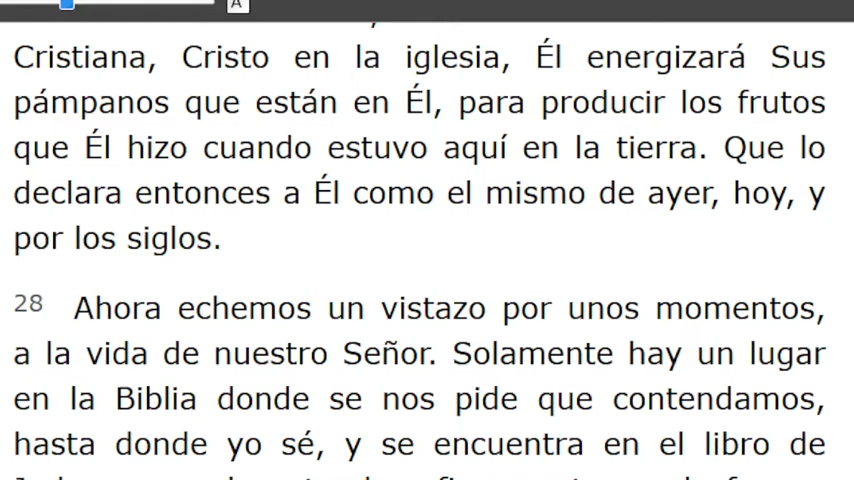 A
Cristiana, Cristo en la iglesia, Él energizará Sus
pámpanos que están en Él, para producir los frutos
que Él hizo cuando estuvo aquí en la tierra. Que lo
declara entonces a Él como el mismo de ayer, hoy, y
por los siglos.
28 Ahora echemos un vistazo por unos momentos,
a la vida de nuestro Señor. Solamente hay un lugar
en la Biblia donde se nos pide que contendamos,
hasta donde yo sé, y se encuentra en el libro de